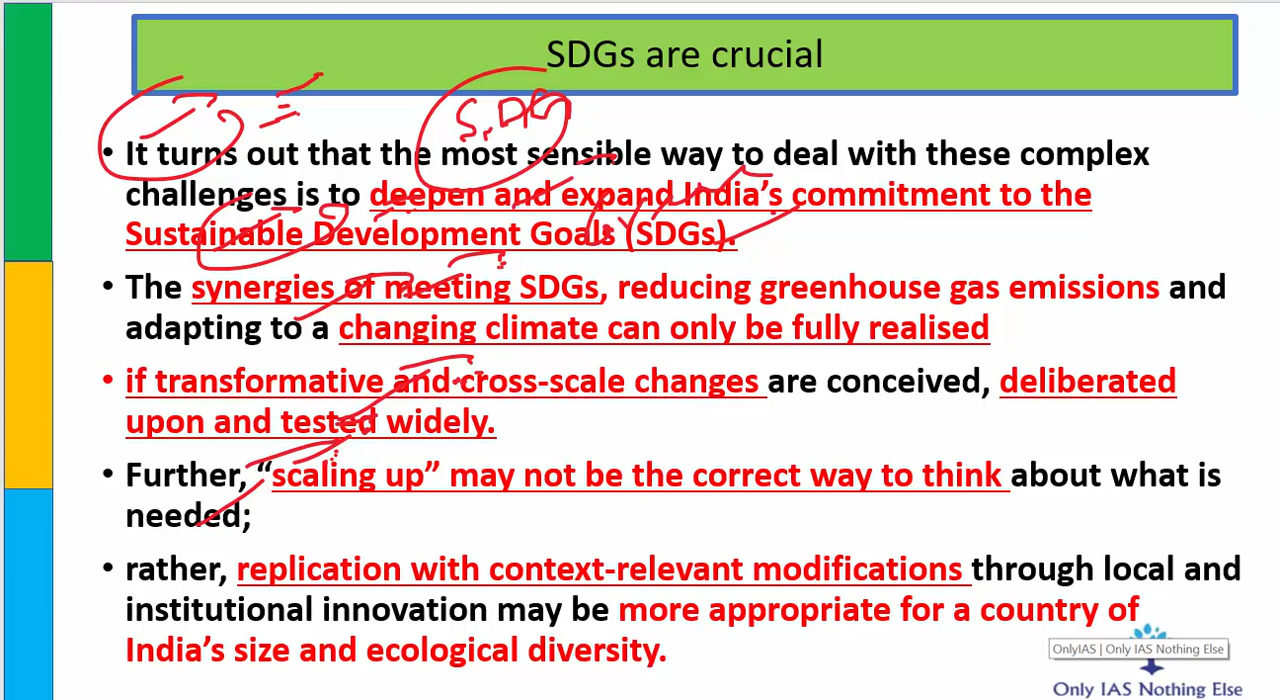 SDGs are crucial
S.DG
• It turns out that the most sensible way to deal with these complex
challenges is to deepen and expand India's commitment to the
Sustainable Development Goals (SDGs).
• The synergies of meeting SDGs, reducing greenhouse gas emissions and
adapting to a changing climate can only be fully realised
• if transformative and cross-scale changes are conceived, deliberated
upon and tested widely.
• Further, “scaling up” may not be the correct way to think about what is
needed;
• rather, replication with context-relevant modifications through local and
institutional innovation may be more appropriate for a country of
India's size and ecological diversity.
OnlyIAS | Only IAS Nothing Else
Only IAS Nothing Else